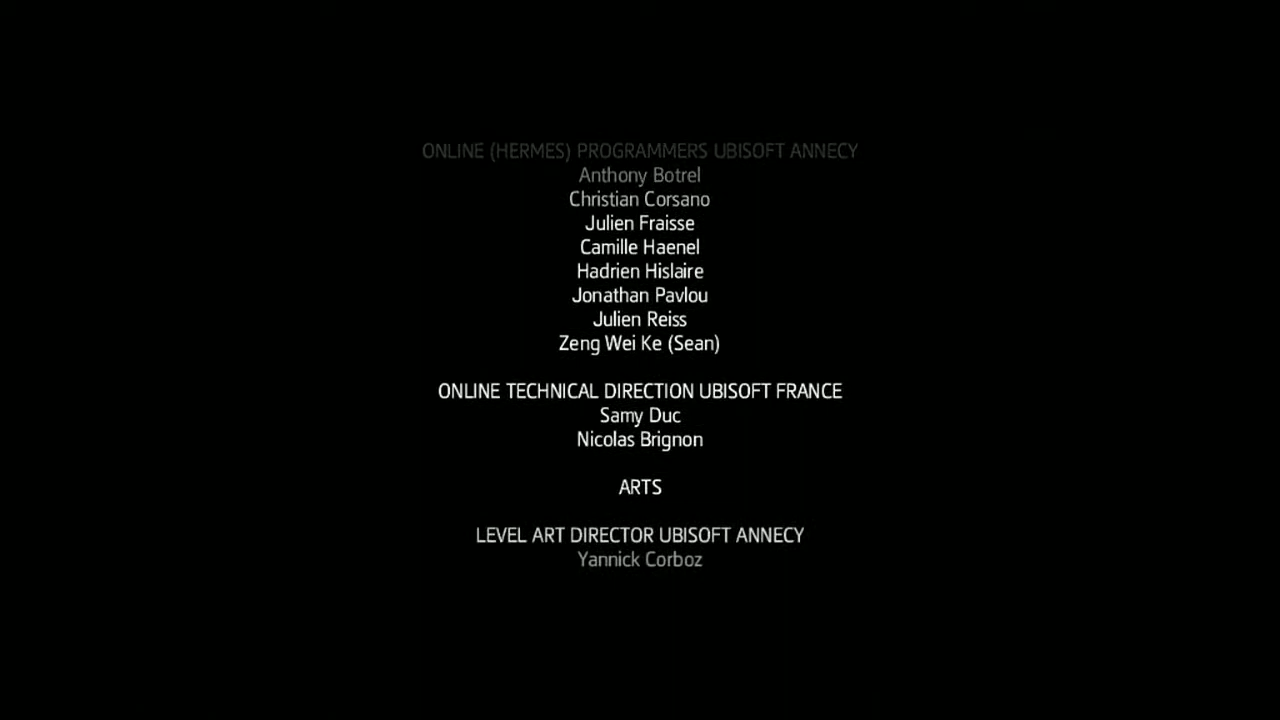 ONLINE (HERMES) PROGRAMMERS UBISOFT ANNECY
Anthony Botrel
Christian Corsano
Julien Fraisse
Camille Haenel
Hadrien Hislaire
Jonathan Pavlou
Julien Reiss
Zeng Wei Ke (Sean)
ONLINE TECHNICAL DIRECTION UBISOFT FRANCE
Samy Duc
Nicolas Brignon
ARTS
LEVEL ART DIRECTOR UBISOFT ANNECY
Yannick Corboz